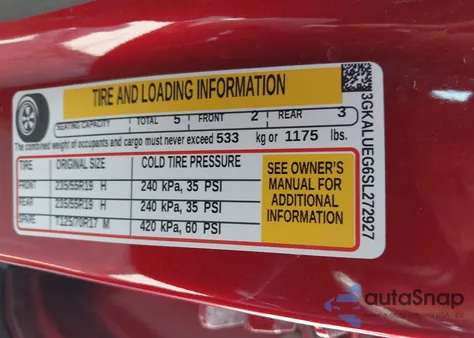 TIRE AND LOADING INFORMATION
SEATING CAPACITY TOTAL 5 FRONT 2 REAR 3
The combined weight of occupants and cargo must never exceed 533 kg or 1175 lbs.
TIRE ORIGINAL SIZE COLD TIRE PRESSURE
FRONT 235/55R19 H 240 kPa, 35 PSI
REAR 235/55R19 H 240 kPa, 35 PSI
SPARE T125/70R17 M 420 kPa, 60 PSI
SEE OWNER'S
MANUAL FOR
ADDITIONAL
INFORMATION
3GKALUEG6SL272927
autoSnap